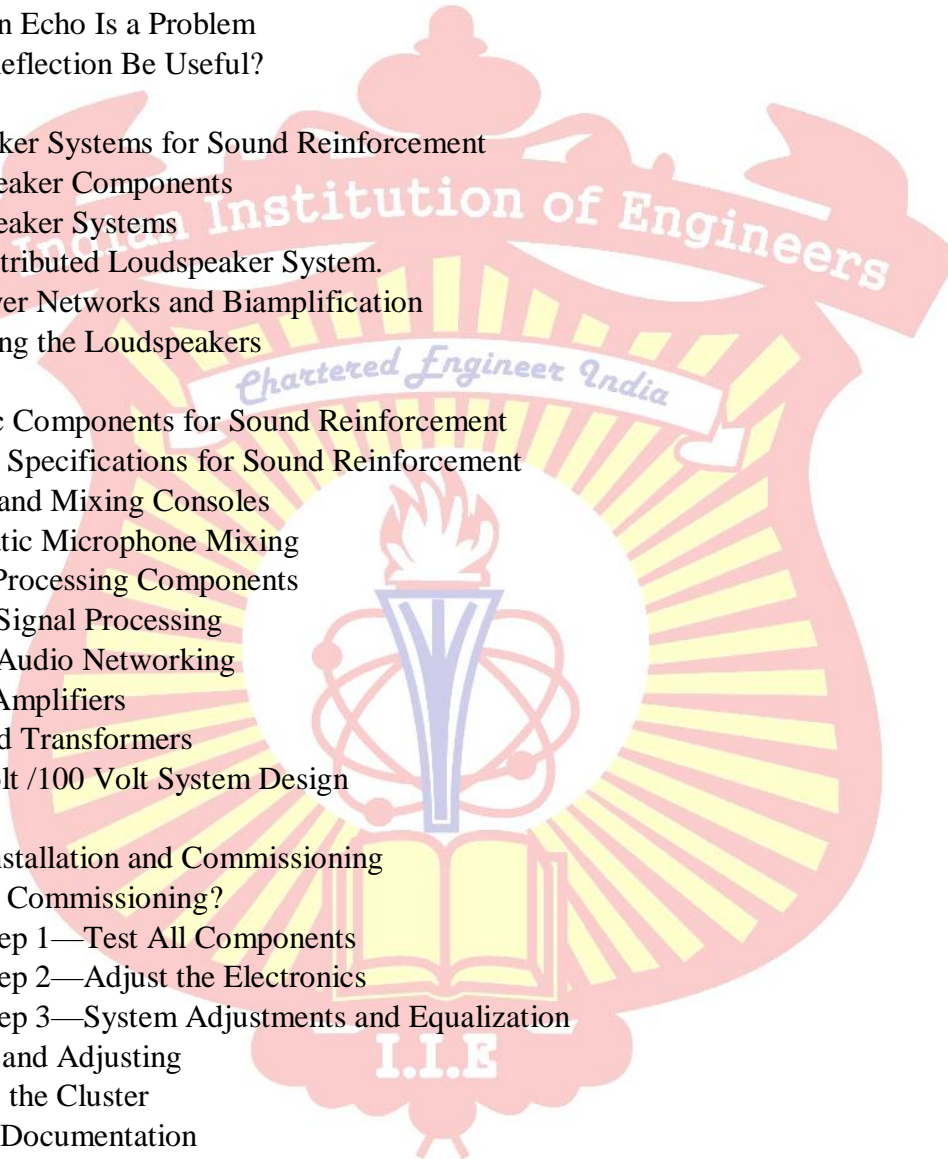 n Echo Is a Problem
eflection Be Useful?
ker Systems for Sound Reinforcement
eaker Components
eaker Systems
tributed Loudspeaker System.
ver Networks and Biamplification
ng the Loudspeakers
c Components for Sound Reinforcement
Specifications for Sound Reinforcement
and Mixing Consoles
tic Microphone Mixing
Processing Components
Signal Processing
Audio Networking
Amplifiers
d Transformers
lt /100 Volt System Design
nstallation and Commissioning
Commissioning?
ep 1—Test All Components
ep 2—Adjust the Electronics
ep 3—System Adjustments and Equalization
and Adjusting
the Cluster
Documentation
Indian Institution of Engineers
Chartered Engineer India
I.I.E